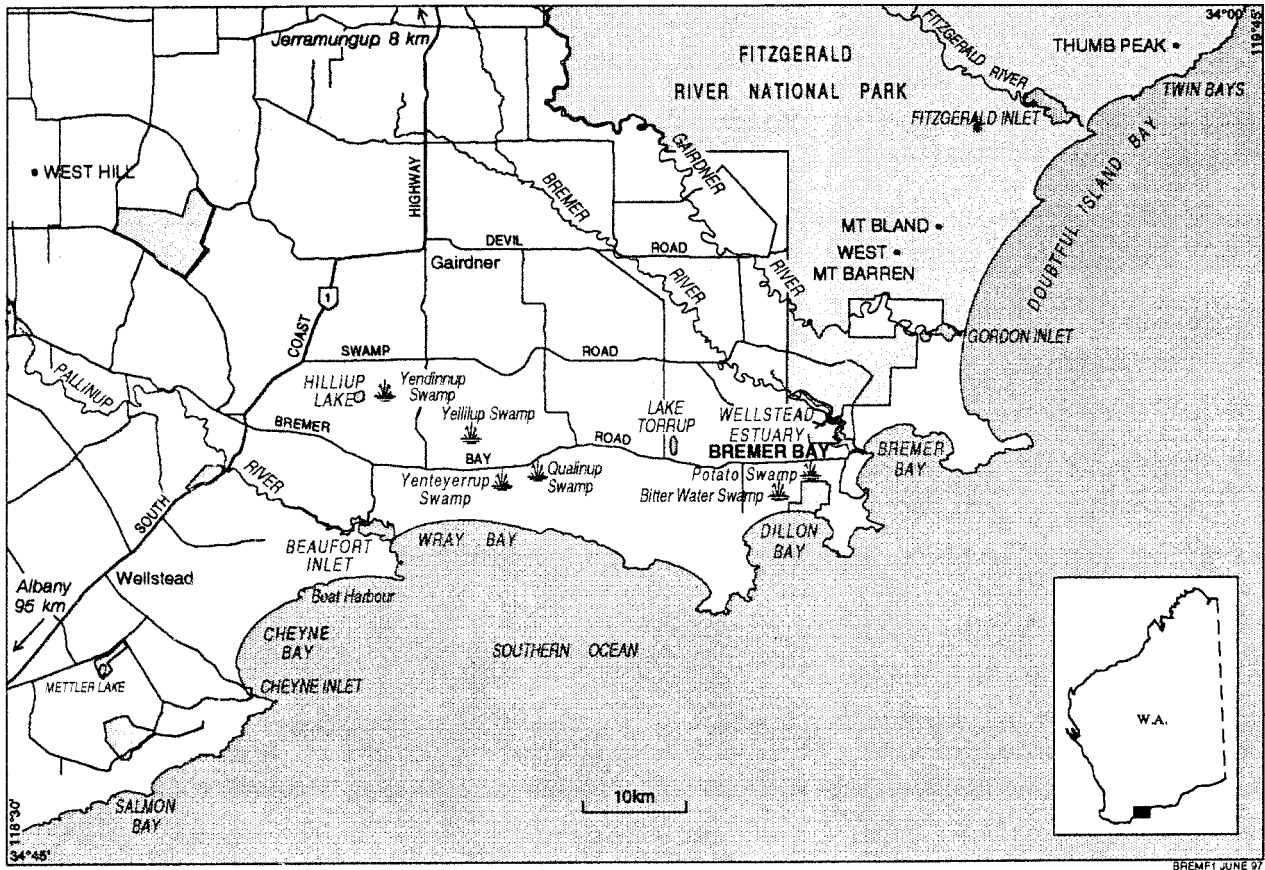 34°00'
119°45'
Jerramungup 8 km
FITZGERALD
RIVER NATIONAL PARK
FITZGERALD RIVER
THUMB PEAK
TWIN BAYS
FITZGERALD INLET
DOUBTFUL ISLAND BAY
WEST HILL
HIGHWAY
BREMER
GAIRDNER
MT BLAND
WEST
MT BARREN
DEVIL
ROAD
Gairdner
RIVER
RIVER
1
COAST
GORDON INLET
SWAMP
ROAD
PALLINUP
HILLIUP
LAKE
Yendinnup
Swamp
Yeililup Swamp
LAKE
TORRUP
WELLSTEAD
ESTUARY
BREMER
BAY
ROAD
BREMER BAY
BREMER
BAY
RIVER
Yenteyerrup
Swamp
Qualinup
Swamp
Potato Swamp
Bitter Water Swamp
SOUTH
BEAUFORT
INLET
WRAY BAY
DILLON
BAY
Albany
95 km
Wellstead
Boat Harbour
CHEYNE
BAY
SOUTHERN OCEAN
METTLER LAKE
CHEYNE INLET
W.A.
10km
SALMON
BAY
118°30'
34°45'
BREMF1 JUNE 97